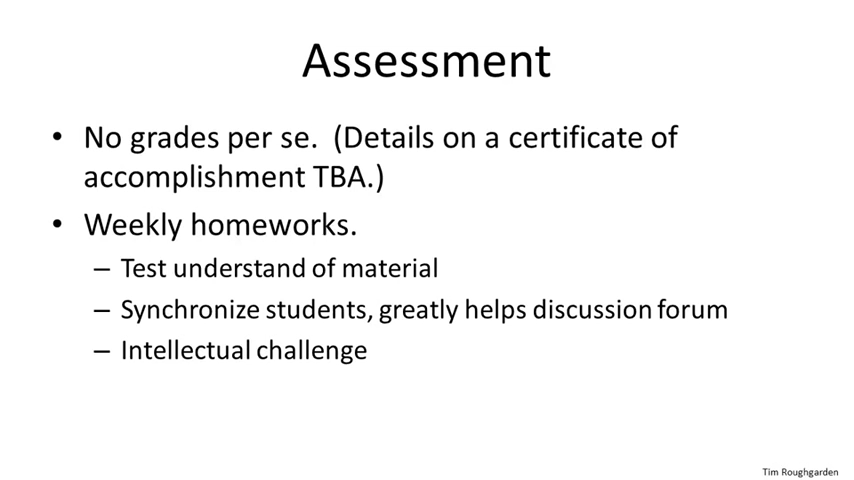 Assessment
• No grades per se.  (Details on a certificate of
accomplishment TBA.)
• Weekly homeworks.
– Test understand of material
– Synchronize students, greatly helps discussion forum
– Intellectual challenge
Tim Roughgarden